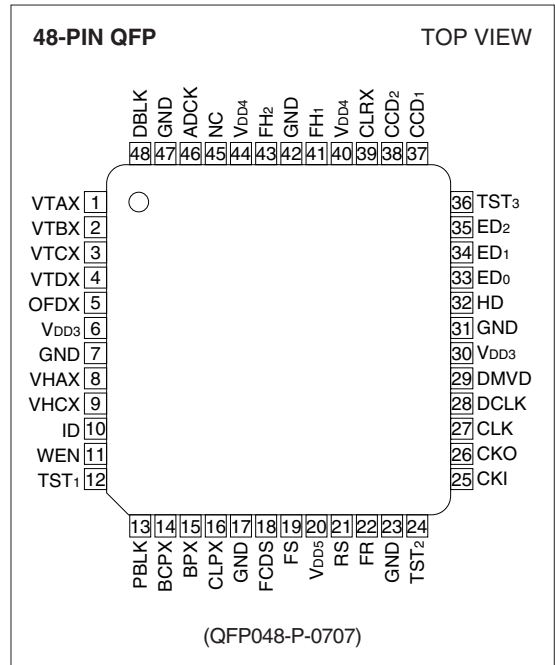 48-PIN QFP TOP VIEW
DBLK GND ADCK NC VDD4 FH2 GND FH1 VDD4 CLRX CCD2 CCD1
48 47 46 45 44 43 42 41 40 39 38 37
VTAX 1
VTBX 2
VTCX 3
VTDX 4
OFDX 5
VDD3 6
GND 7
VHAX 8
VHCX 9
ID 10
WEN 11
TST1 12
36 TST3
35 ED2
34 ED1
33 ED0
32 HD
31 GND
30 VDD3
29 DMVD
28 DCLK
27 CLK
26 CKO
25 CKI
13 14 15 16 17 18 19 20 21 22 23 24
PBLK BCPX BPX CLPX GND FCDS FS VDD5 RS FR GND TST2
(QFP048-P-0707)